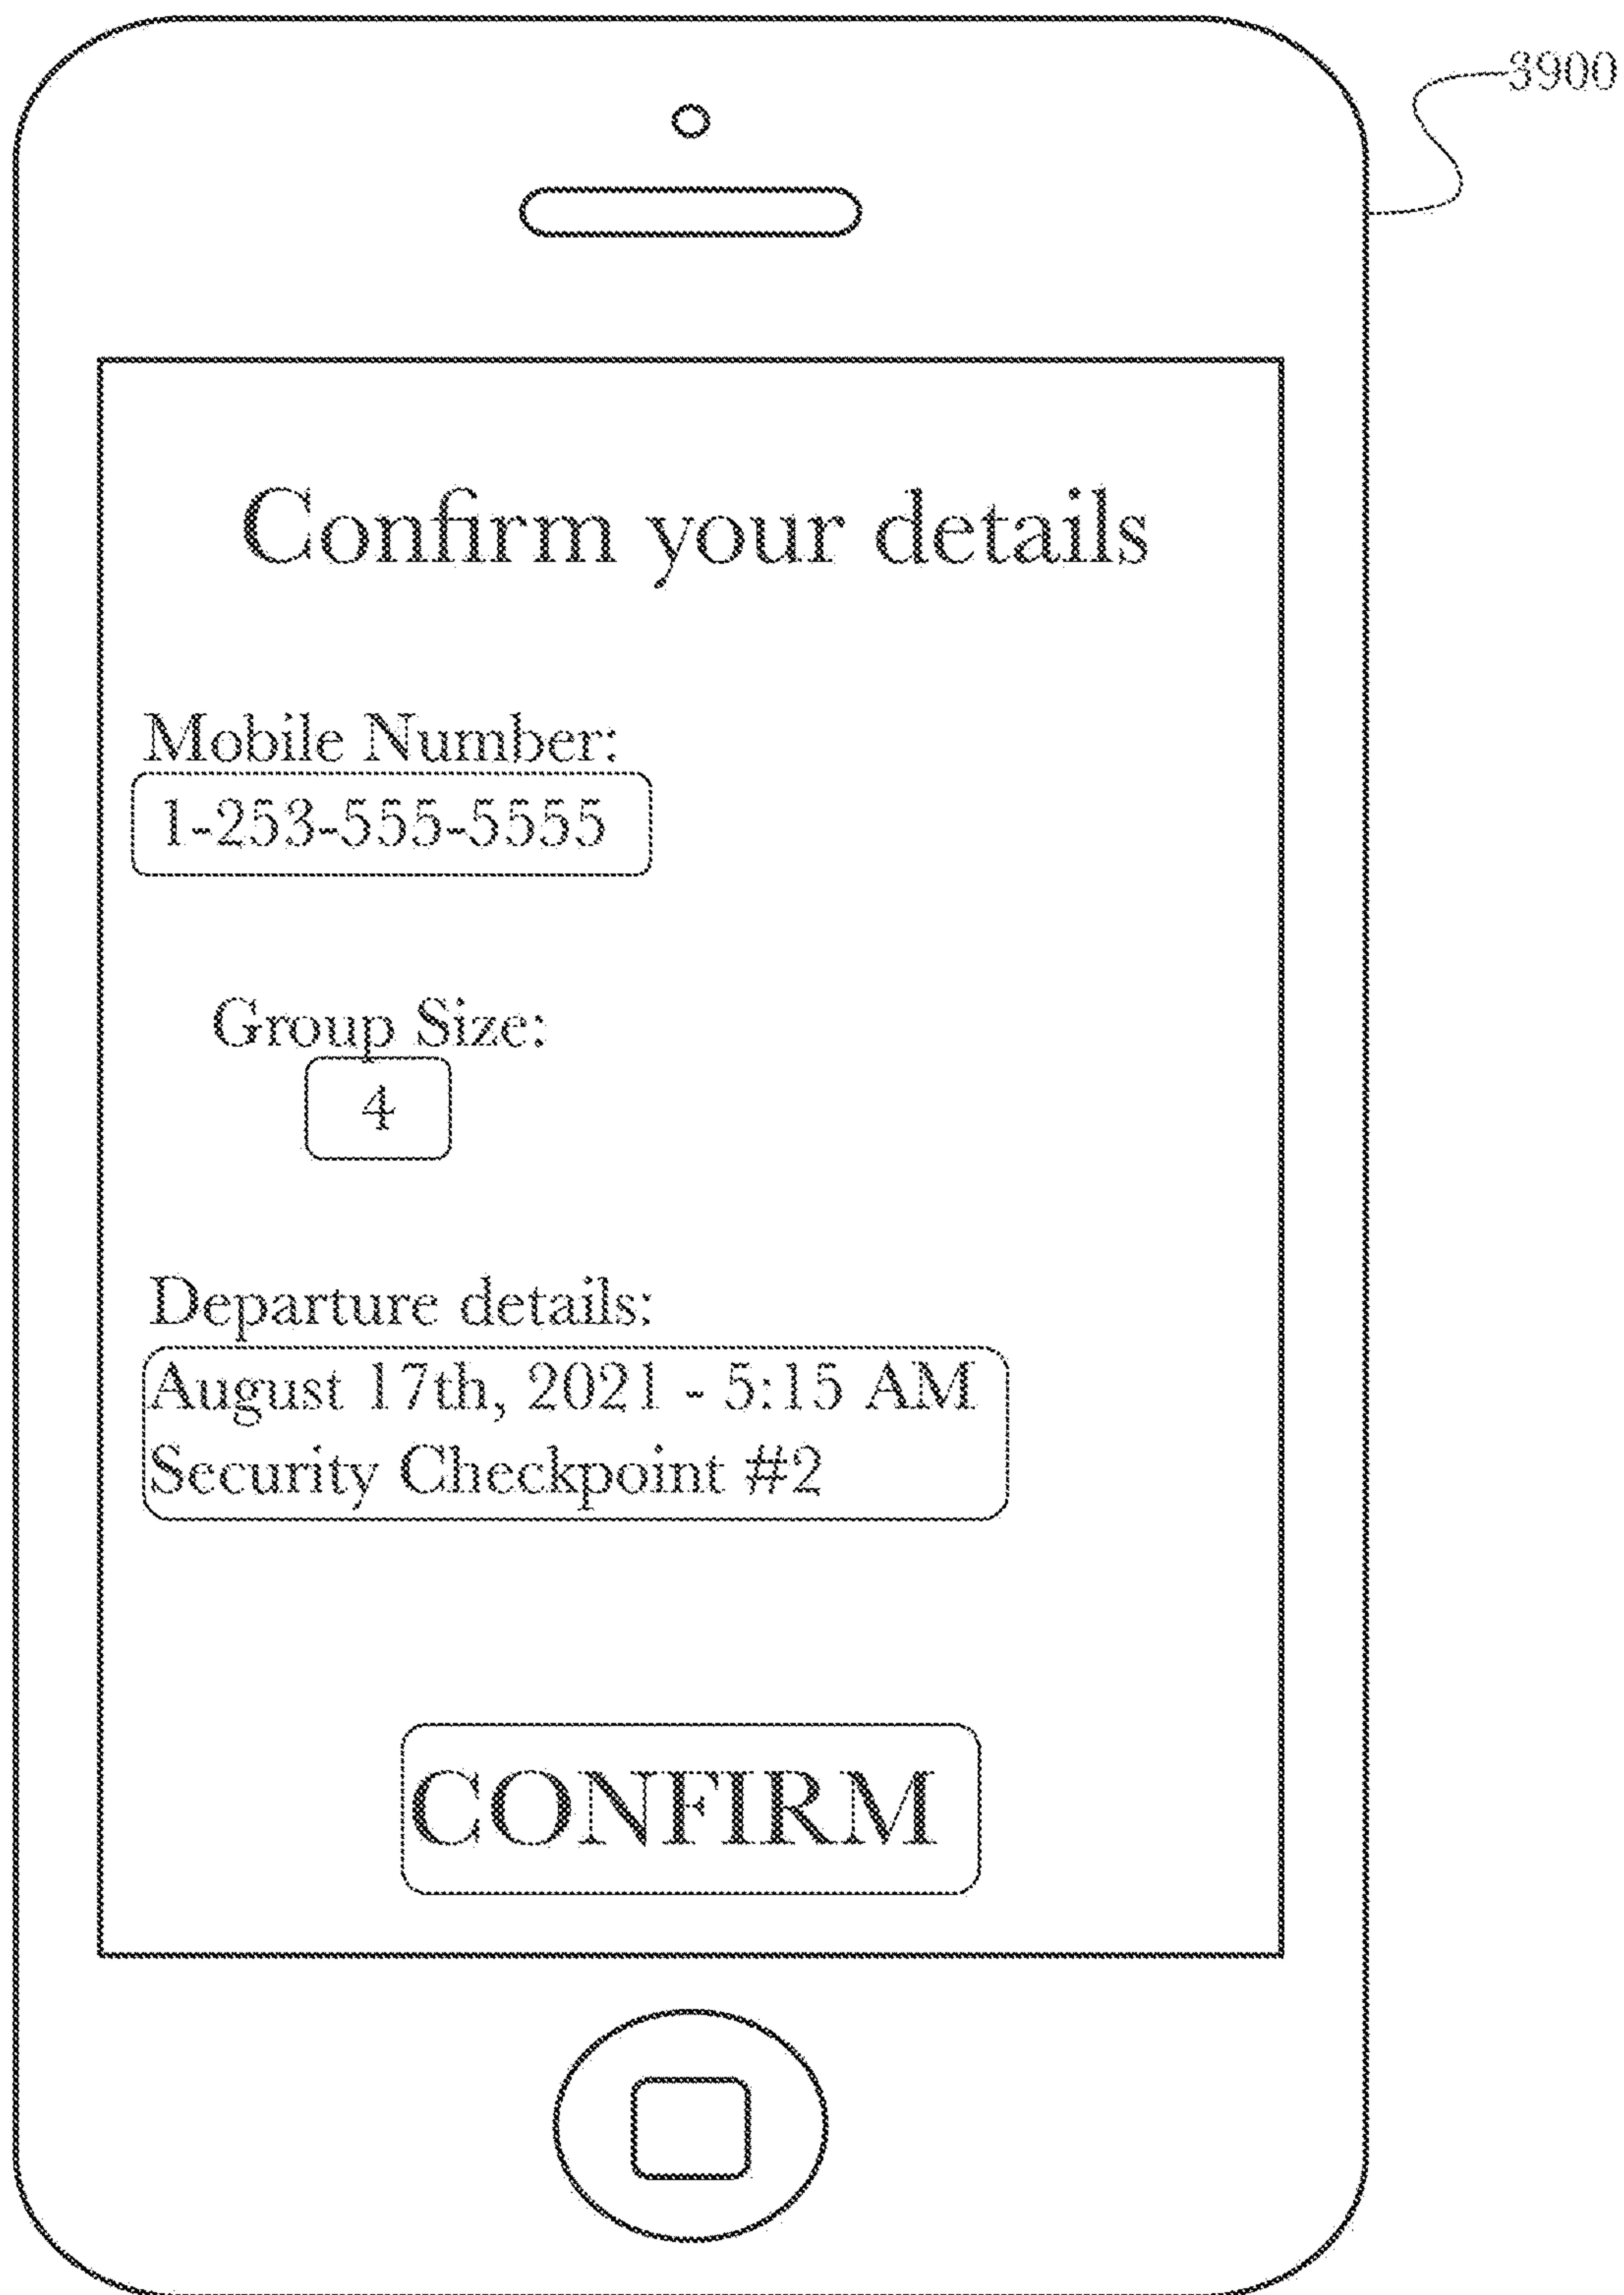 3900
Confirm your details
Mobile Number:
1-253-555-5555
Group Size:
4
Departure details:
August 17th, 2021 - 5:15 AM
Security Checkpoint #2
CONFIRM